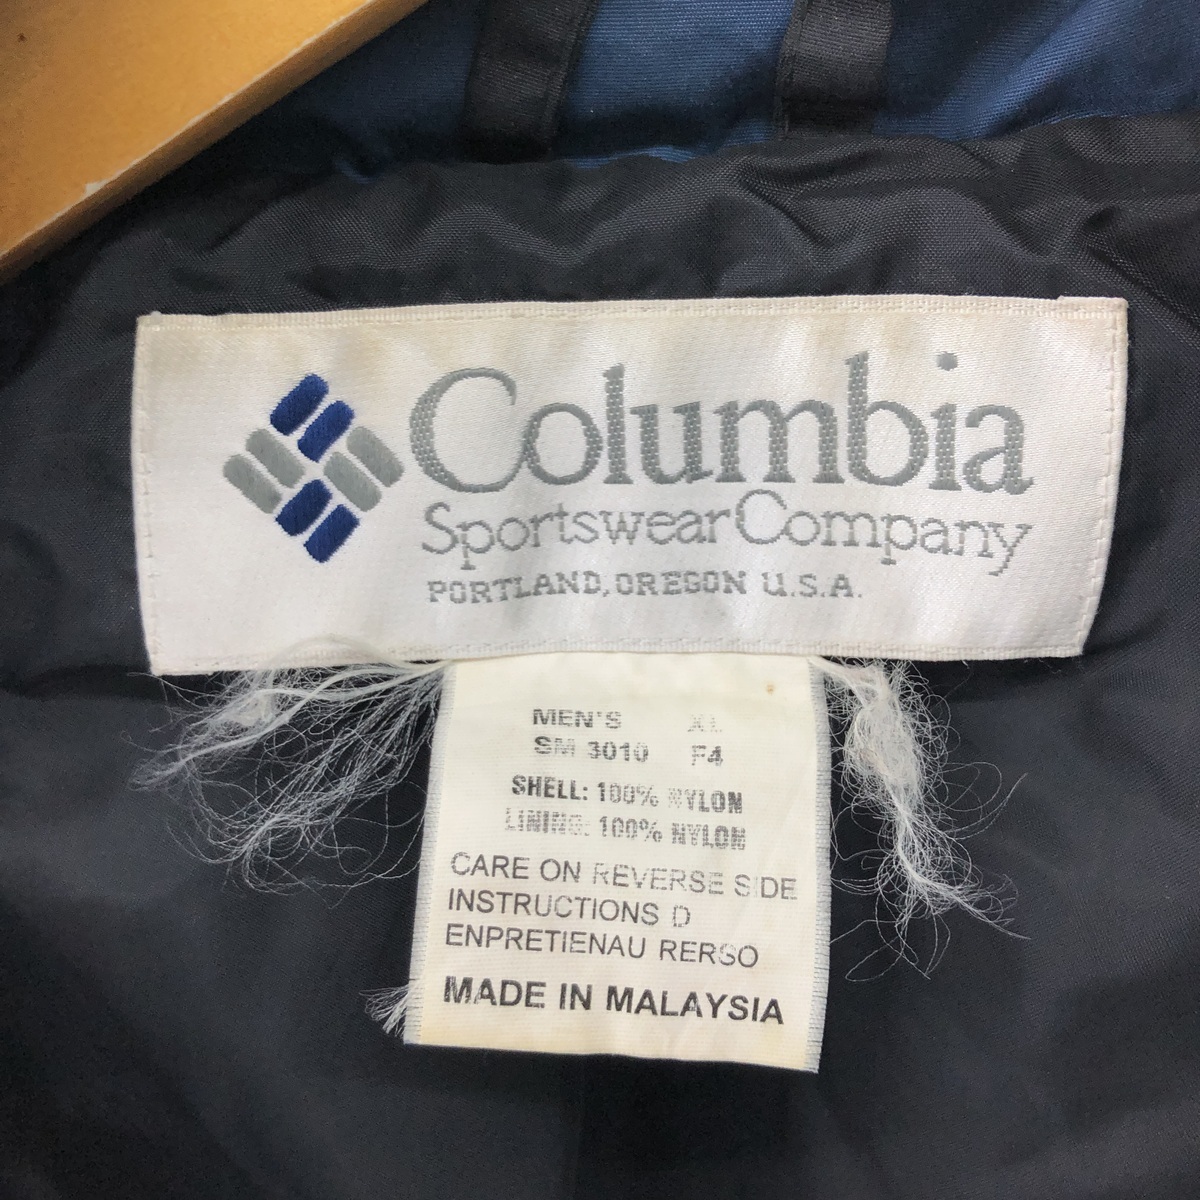 Columbia
Sportswear Company
PORTLAND, OREGON U.S.A.
MEN'S XL
SM 3010 F4
SHELL: 100% NYLON
LINING: 100% NYLON
CARE ON REVERSE SIDE
INSTRUCTIONS D
ENPRETIENAU RERSO
MADE IN MALAYSIA